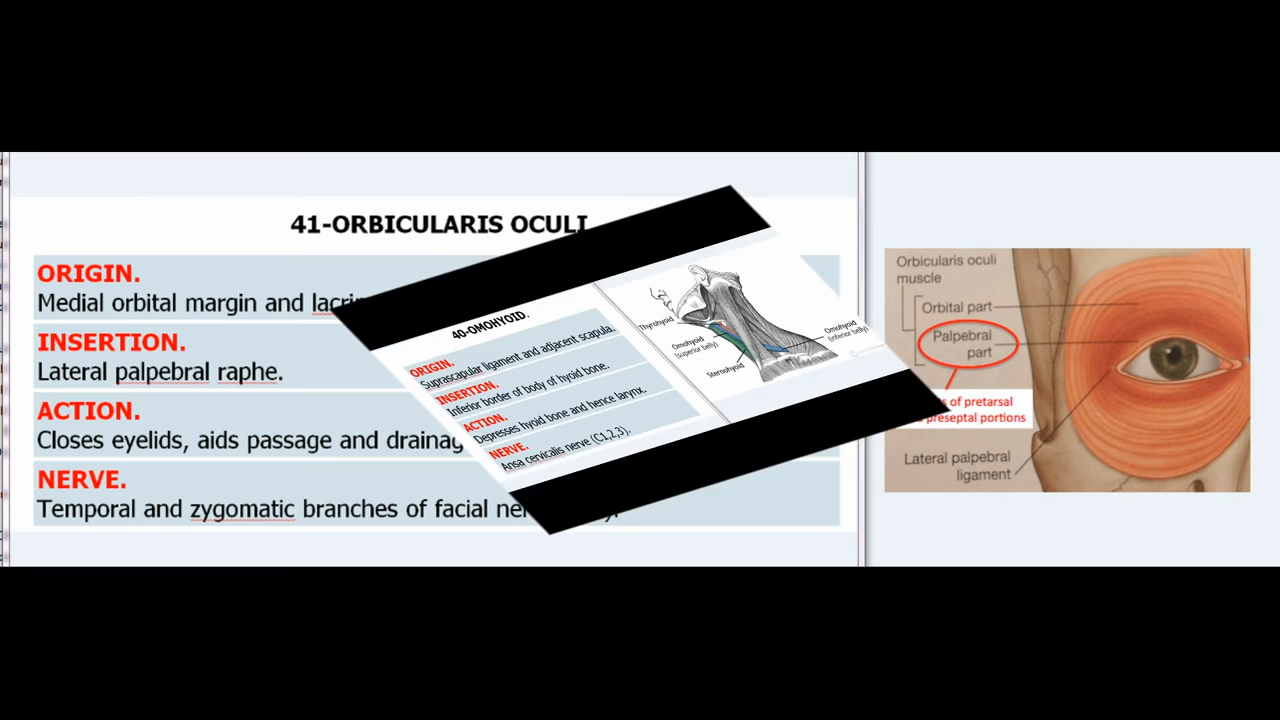 41-ORBICULARIS OCULI
ORIGIN.
Medial orbital margin and
INSERTION.
Lateral palpebral raphe.
ACTION.
Closes eyelids, aids passage and
NERVE.
Temporal and zygomatic branches of facial
40-OMOHYOID.
ORIGIN.
Suprascapular ligament and adjacent scapula.
INSERTION.
Inferior border of body of hyoid bone.
ACTION.
Depresses hyoid bone and hence larynx.
NERVE.
Ansa cervicalis nerve (C1,2,3).
Thyrohyoid
Omohyoid
(superior belly)
Sternohyoid
Omohyoid
(inferior belly)
Orbicularis oculi
muscle
Orbital part
Palpebral
part
of pretarsal
preseptal portions
Lateral palpebral
ligament